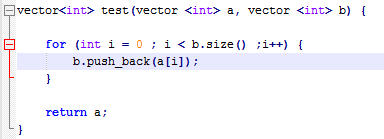 vector<int> test(vector <int> a, vector <int> b) {
for (int i = 0 ; i < b.size() ;i++) {
b.push_back(a[i]);
}
return a;
}